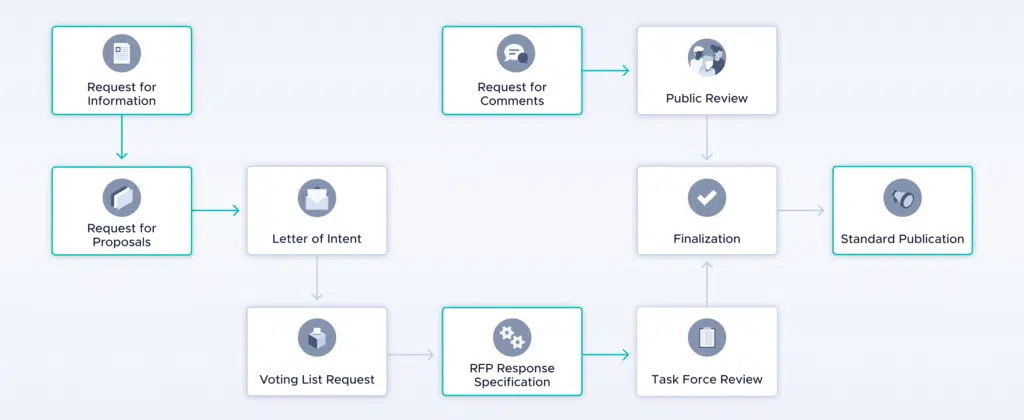 Request for
Information
Request for
Comments
Public Review
Request for
Proposals
Letter of Intent
Finalization
Standard Publication
Voting List Request
RFP Response
Specification
Task Force Review